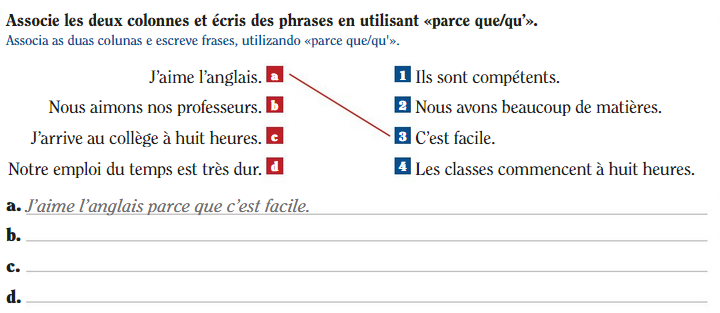 Associe les deux colonnes et écris des phrases en utilisant «parce que/qu’».
Associa as duas colunas e escreve frases, utilizando «parce que/qu'».
J’aime l’anglais. a
1 Ils sont compétents.
Nous aimons nos professeurs. b
2 Nous avons beaucoup de matières.
J’arrive au collège à huit heures. c
3 C’est facile.
Notre emploi du temps est très dur. d
4 Les classes commencent à huit heures.
a. J’aime l’anglais parce que c’est facile.
b.
c.
d.